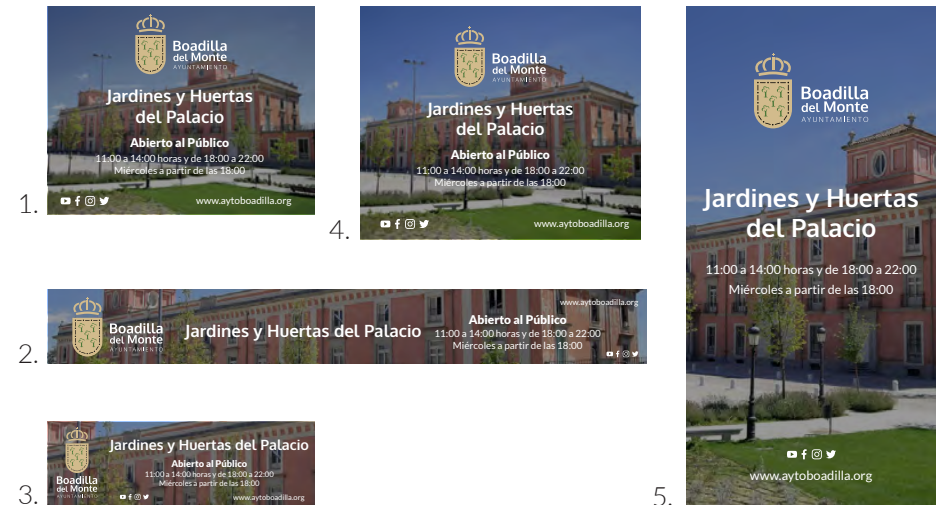 Boadilla
del Monte
AYUNTAMIENTO
Jardines y Huertas
del Palacio
Abierto al Público
11:00 a 14:00 horas y de 18:00 a 22:00
Miércoles a partir de las 18:00
www.aytoboadilla.org
1.
Boadilla
del Monte
AYUNTAMIENTO
Jardines y Huertas
del Palacio
Abierto al Público
11:00 a 14:00 horas y de 18:00 a 22:00
Miércoles a partir de las 18:00
www.aytoboadilla.org
4.
www.aytoboadilla.org
Boadilla
del Monte
AYUNTAMIENTO
Jardines y Huertas del Palacio
Abierto al Público
11:00 a 14:00 horas y de 18:00 a 22:00
Miércoles a partir de las 18:00
2.
Jardines y Huertas del Palacio
Abierto al Público
11:00 a 14:00 horas y de 18:00 a 22:00
Miércoles a partir de las 18:00
Boadilla
del Monte
AYUNTAMIENTO
www.aytoboadilla.org
3.
Boadilla
del Monte
AYUNTAMIENTO
Jardines y Huertas
del Palacio
11:00 a 14:00 horas y de 18:00 a 22:00
Miércoles a partir de las 18:00
www.aytoboadilla.org
5.